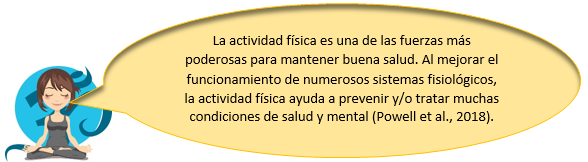 La actividad física es una de las fuerzas más
poderosas para mantener buena salud. Al mejorar el
funcionamiento de numerosos sistemas fisiológicos,
la actividad física ayuda a prevenir y/o tratar muchas
condiciones de salud y mental (Powell et al., 2018).